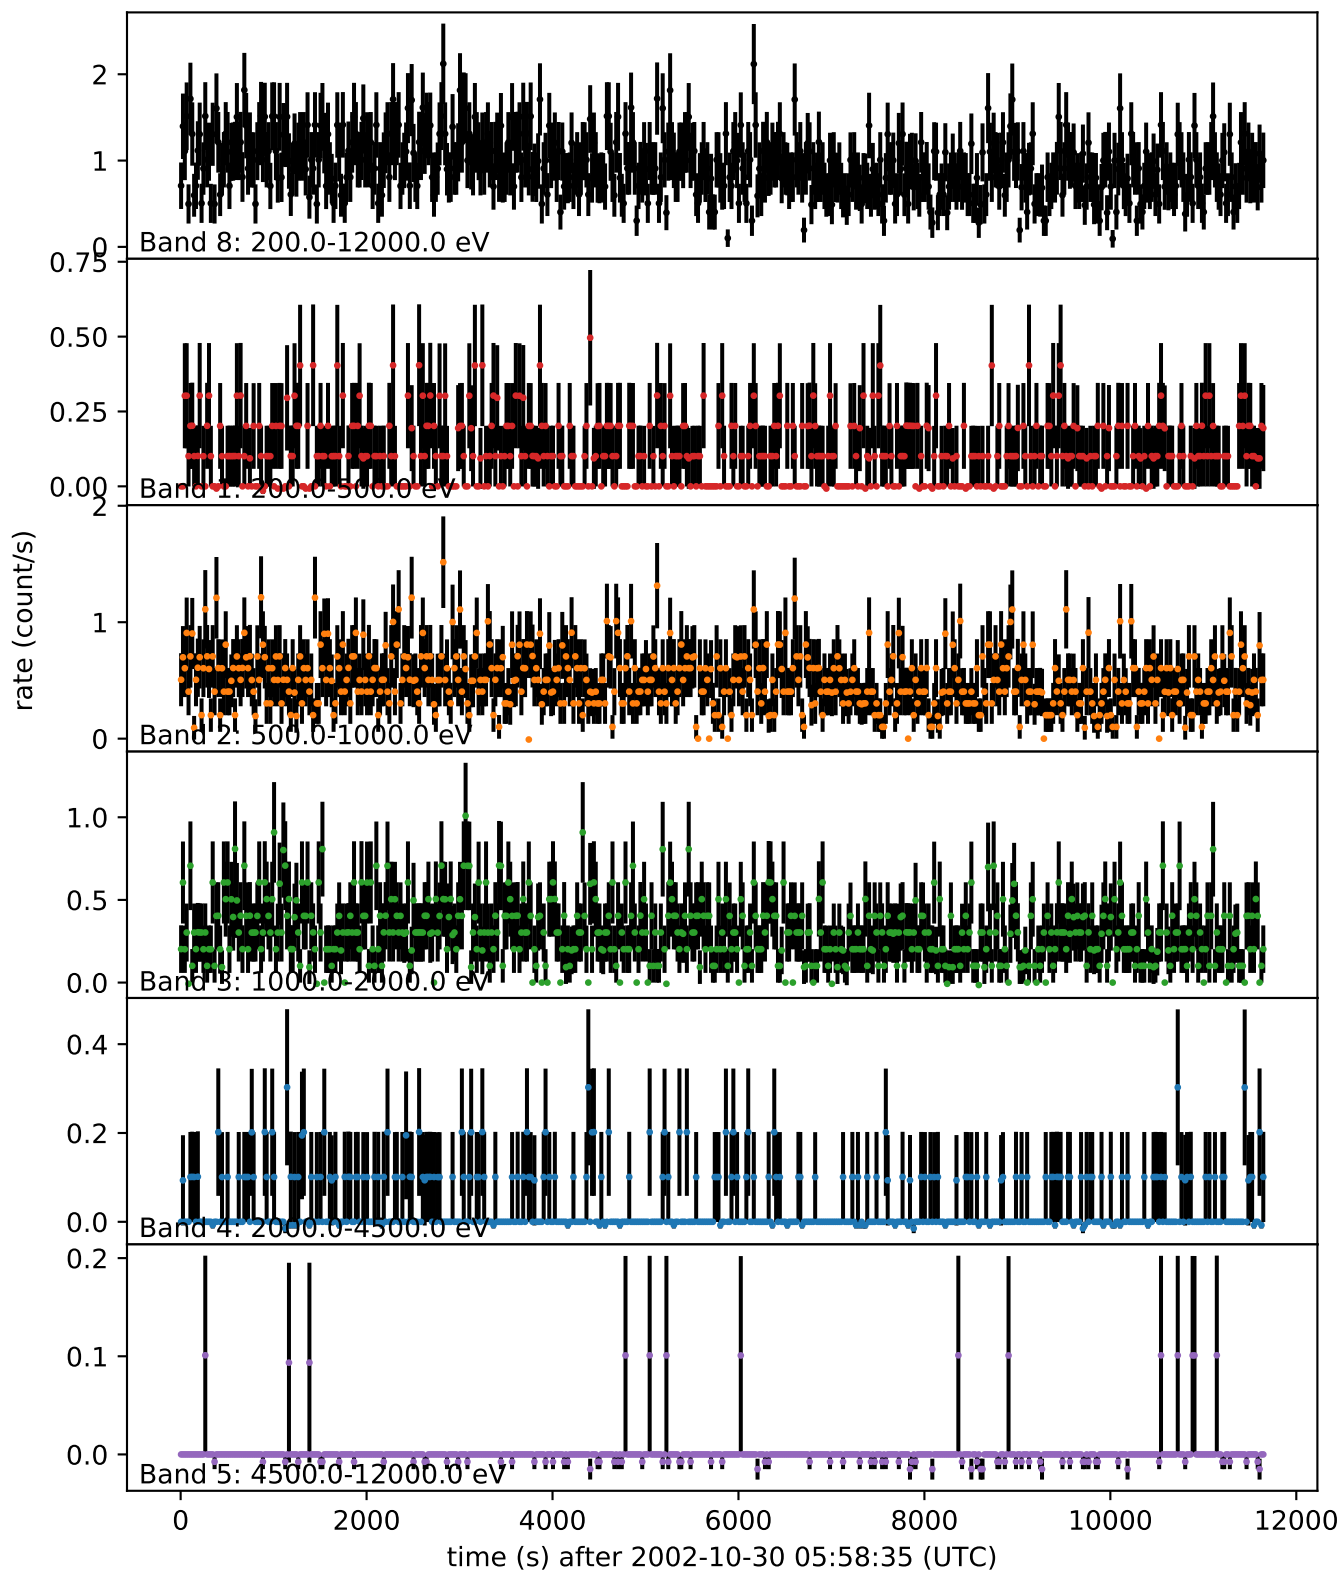 2
1
0
Band 8: 200.0-12000.0 eV
0.75
0.50
0.25
0.00
Band 1: 200.0-500.0 eV
2
1
0
Band 2: 500.0-1000.0 eV
rate (count/s)
1.0
0.5
0.0
Band 3: 1000.0-2000.0 eV
0.4
0.2
0.0
Band 4: 2000.0-4500.0 eV
0.2
0.1
0.0
Band 5: 4500.0-12000.0 eV
0 2000 4000 6000 8000 10000 12000
time (s) after 2002-10-30 05:58:35 (UTC)